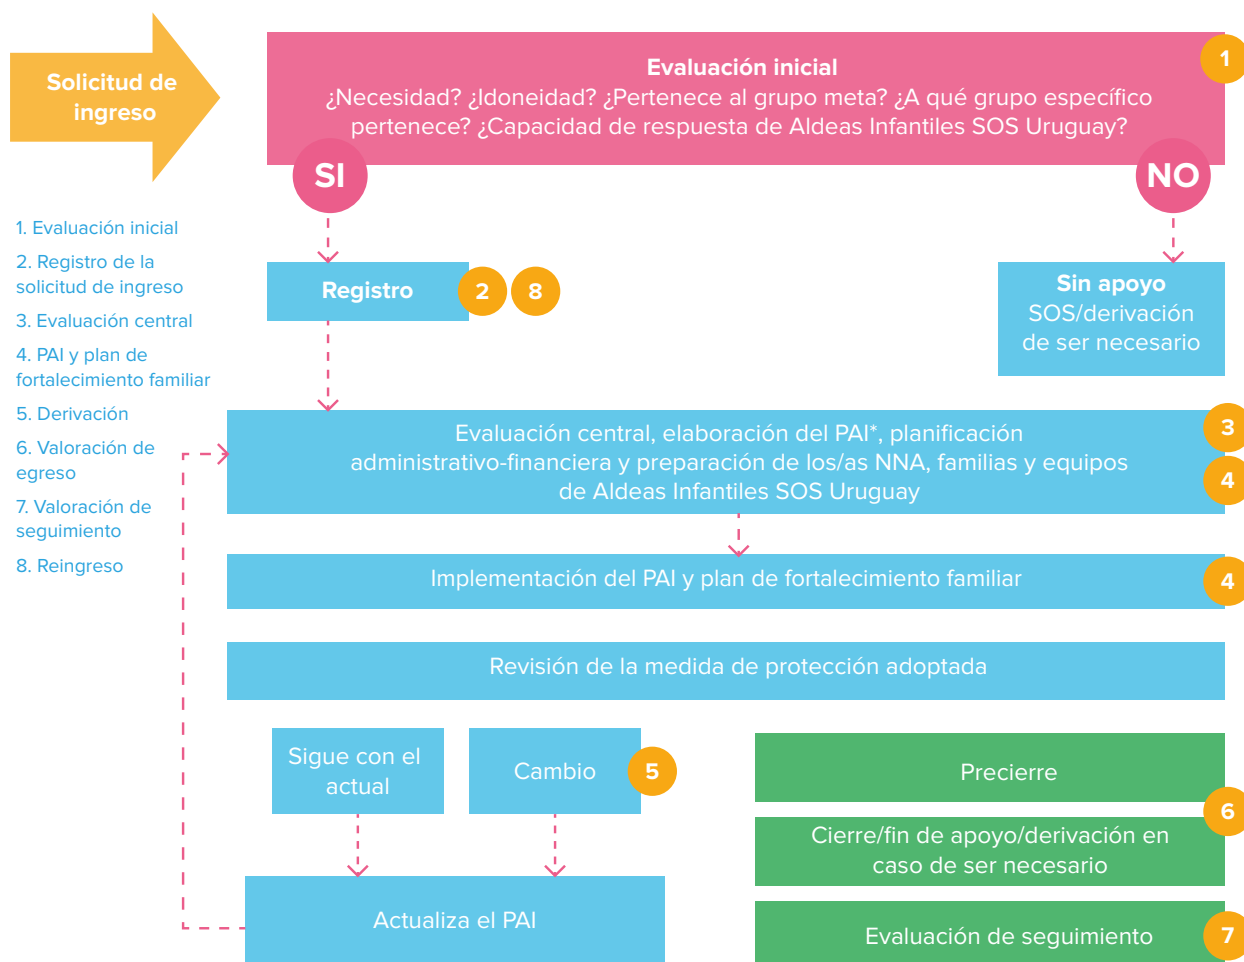 Solicitud de
ingreso
Evaluación inicial
¿Necesidad? ¿Idoneidad? ¿Pertenece al grupo meta? ¿A qué grupo específico
pertenece? ¿Capacidad de respuesta de Aldeas Infantiles SOS Uruguay?
1
SI
NO
1. Evaluación inicial
2. Registro de la
solicitud de ingreso
3. Evaluación central
4. PAI y plan de
fortalecimiento familiar
5. Derivación
6. Valoración de
egreso
7. Valoración de
seguimiento
8. Reingreso
Registro
2
8
Sin apoyo
SOS/derivación
de ser necesario
Evaluación central, elaboración del PAI*, planificación
administrativo-financiera y preparación de los/as NNA, familias y equipos
de Aldeas Infantiles SOS Uruguay
3
4
Implementación del PAI y plan de fortalecimiento familiar
4
Revisión de la medida de protección adoptada
Sigue con el
actual
Cambio
5
Actualiza el PAI
Precierre
6
Cierre/fin de apoyo/derivación en
caso de ser necesario
Evaluación de seguimiento
7